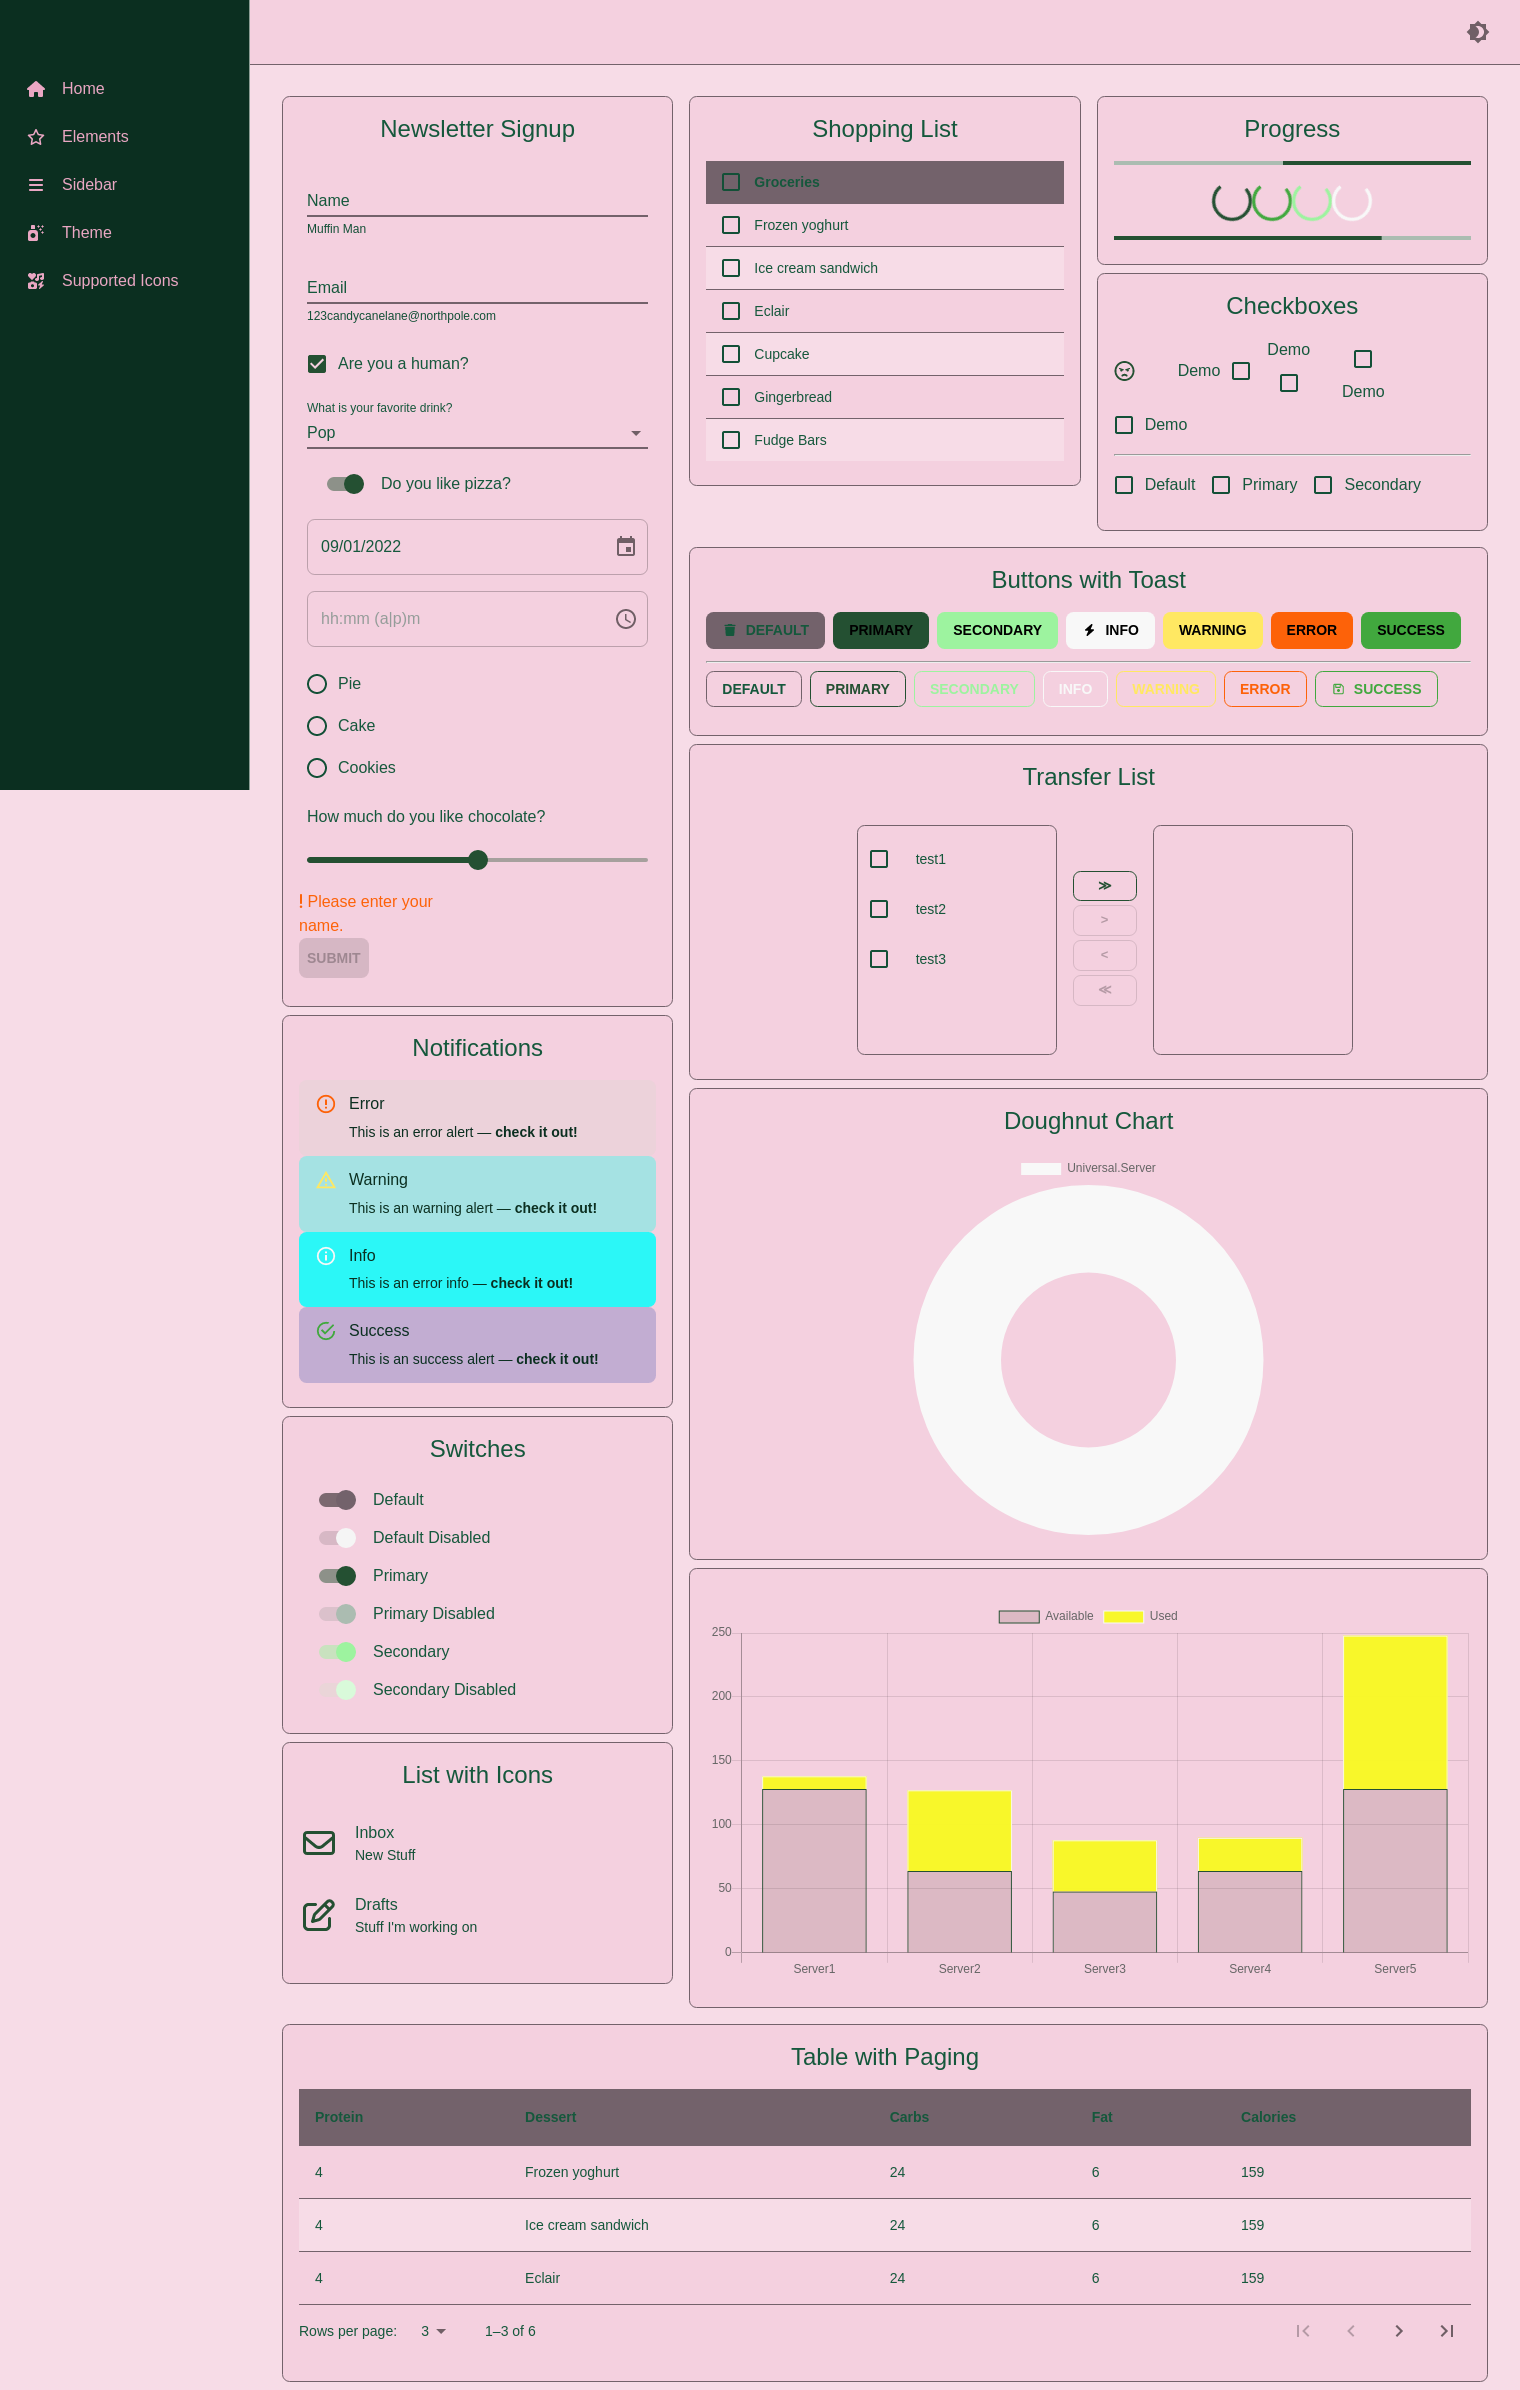 Home
Elements
Sidebar
Theme
Supported Icons
Newsletter Signup
Name
Muffin Man
Email
123candycanelane@northpole.com
Are you a human?
What is your favorite drink?
Pop
Do you like pizza?
09/01/2022
hh:mm (a|p)m
Pie
Cake
Cookies
How much do you like chocolate?
! Please enter your
name.
SUBMIT
Shopping List
Groceries
Frozen yoghurt
Ice cream sandwich
Eclair
Cupcake
Gingerbread
Fudge Bars
Progress
Checkboxes
Demo
Demo
Demo
Demo
Default Primary Secondary
Buttons with Toast
DEFAULT PRIMARY SECONDARY INFO WARNING ERROR SUCCESS
DEFAULT PRIMARY SECONDARY INFO WARNING ERROR SUCCESS
Transfer List
test1
test2
test3
≫
>
<
≪
Notifications
Error
This is an error alert — check it out!
Warning
This is an warning alert — check it out!
Info
This is an error info — check it out!
Success
This is an success alert — check it out!
Doughnut Chart
Universal.Server
Switches
Default
Default Disabled
Primary
Primary Disabled
Secondary
Secondary Disabled
List with Icons
Inbox
New Stuff
Drafts
Stuff I'm working on
Available Used
250
200
150
100
50
0
Server1 Server2 Server3 Server4 Server5
Table with Paging
Protein Dessert Carbs Fat Calories
4 Frozen yoghurt 24 6 159
4 Ice cream sandwich 24 6 159
4 Eclair 24 6 159
Rows per page: 3 1–3 of 6